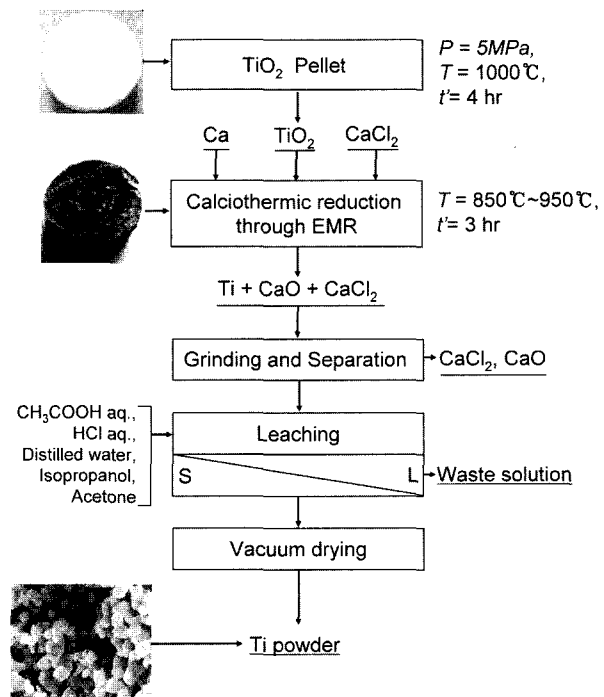 TiO₂ Pellet
P = 5MPa,
T = 1000℃,
t'= 4 hr
Ca
TiO₂
CaCl₂
Calciothermic reduction
through EMR
T = 850℃~950℃,
t'= 3 hr
Ti + CaO + CaCl₂
Grinding and Separation
CaCl₂, CaO
CH₃COOH aq.,
HCl aq.,
Distilled water,
Isopropanol,
Acetone
Leaching
S
L
Waste solution
Vacuum drying
Ti powder